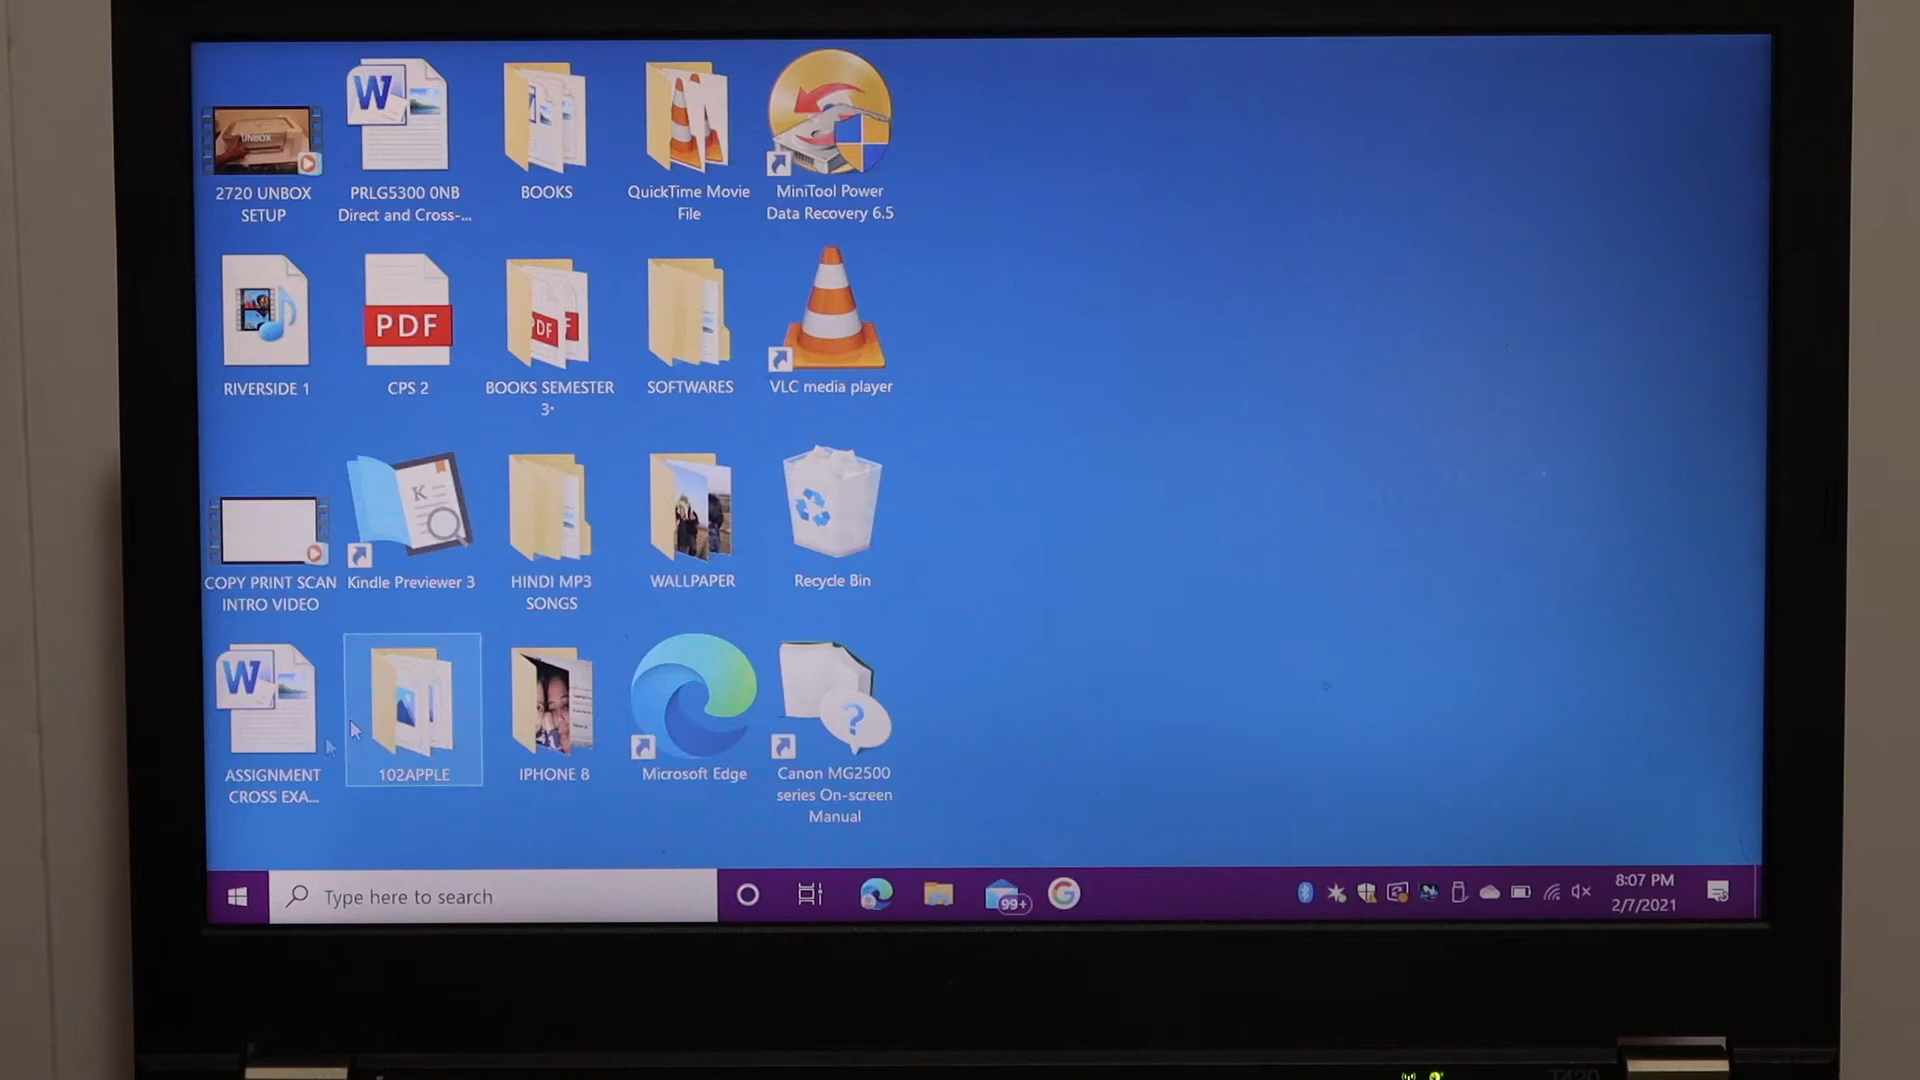 UNBOX
2720 UNBOX
SETUP
W
PRLG5300 0NB
Direct and Cross-...
BOOKS
QuickTime Movie
File
MiniTool Power
Data Recovery 6.5
RIVERSIDE 1
PDF
CPS 2
PDF
BOOKS SEMESTER
3·
SOFTWARES
VLC media player
COPY PRINT SCAN
INTRO VIDEO
K
Kindle Previewer 3
HINDI MP3
SONGS
WALLPAPER
Recycle Bin
W
ASSIGNMENT
CROSS EXA...
102APPLE
IPHONE 8
Microsoft Edge
?
Canon MG2500
series On-screen
Manual
Type here to search
99+
G
8:07 PM
2/7/2021